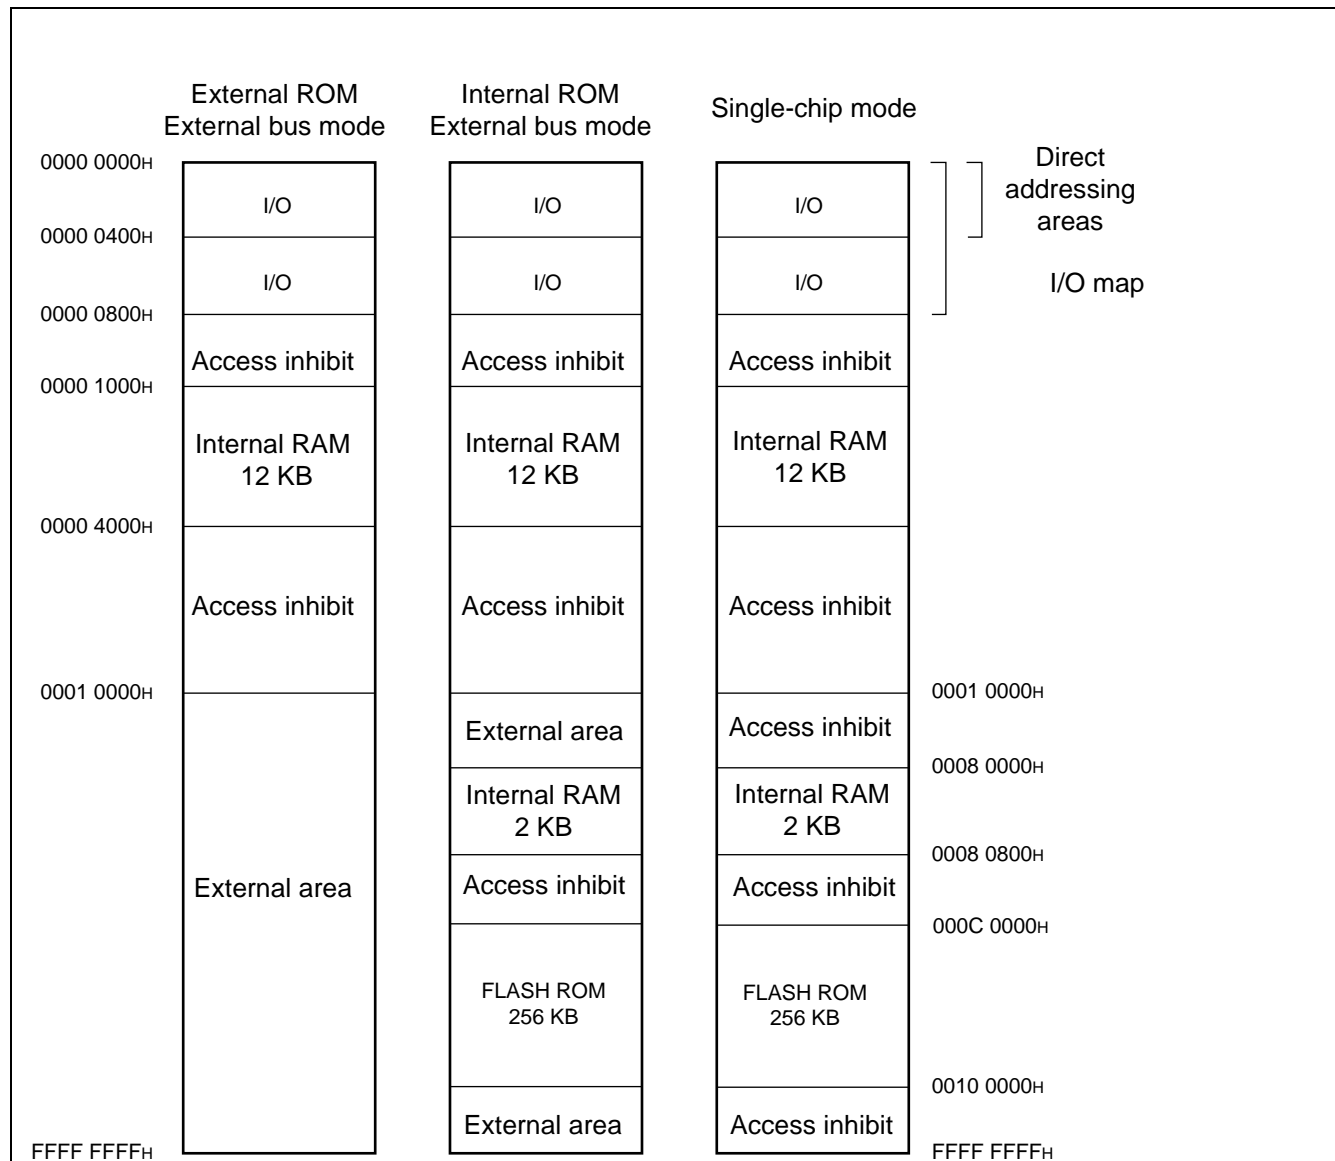 External ROM
External bus mode
Internal ROM
External bus mode
Single-chip mode
0000 0000H
I/O
I/O
I/O
Direct
addressing
areas
0000 0400H
I/O
I/O
I/O
I/O map
0000 0800H
Access inhibit
Access inhibit
Access inhibit
0000 1000H
Internal RAM
12 KB
Internal RAM
12 KB
Internal RAM
12 KB
0000 4000H
Access inhibit
Access inhibit
Access inhibit
0001 0000H
0001 0000H
External area
Access inhibit
0008 0000H
Internal RAM
2 KB
Internal RAM
2 KB
0008 0800H
External area
Access inhibit
Access inhibit
000C 0000H
FLASH ROM
256 KB
FLASH ROM
256 KB
0010 0000H
External area
Access inhibit
FFFF FFFFH
FFFF FFFFH